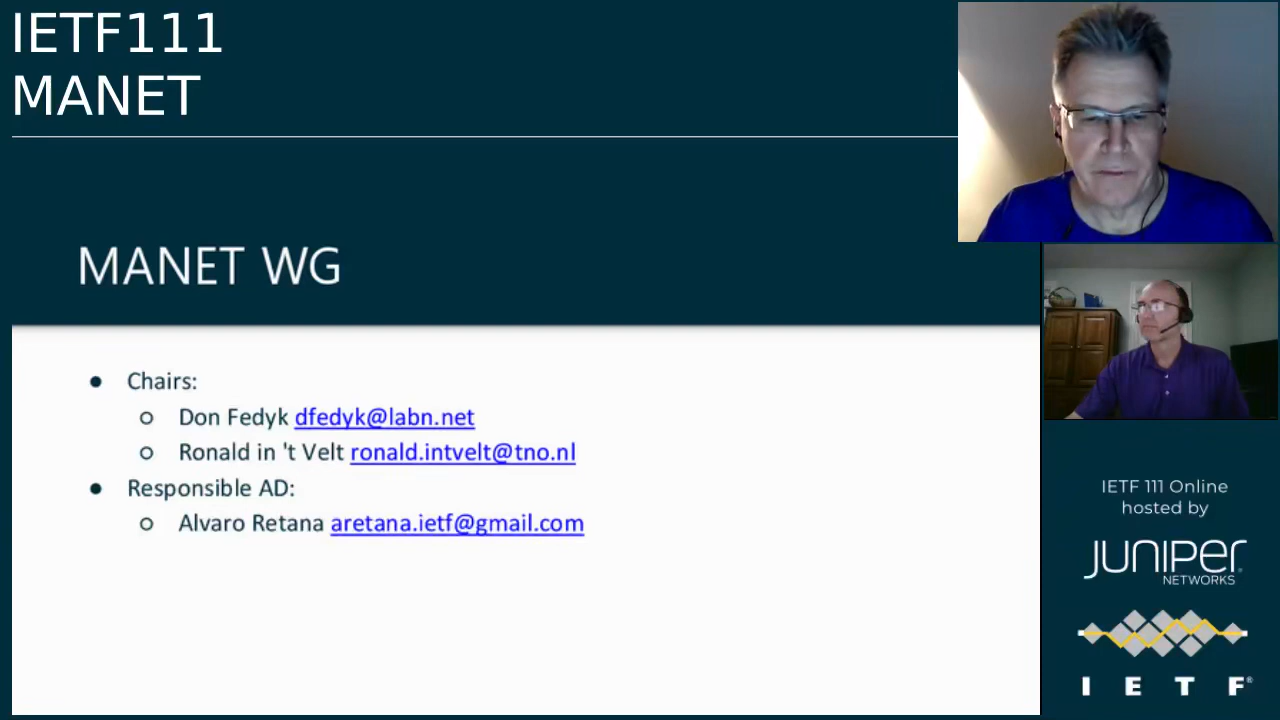 IETF111
MANET
MANET WG
● Chairs:
○ Don Fedyk dfedyk@labn.net
○ Ronald in 't Velt ronald.intvelt@tno.nl
● Responsible AD:
○ Alvaro Retana aretana.ietf@gmail.com
IETF 111 Online
hosted by
JUNIPER
NETWORKS
I E T F®